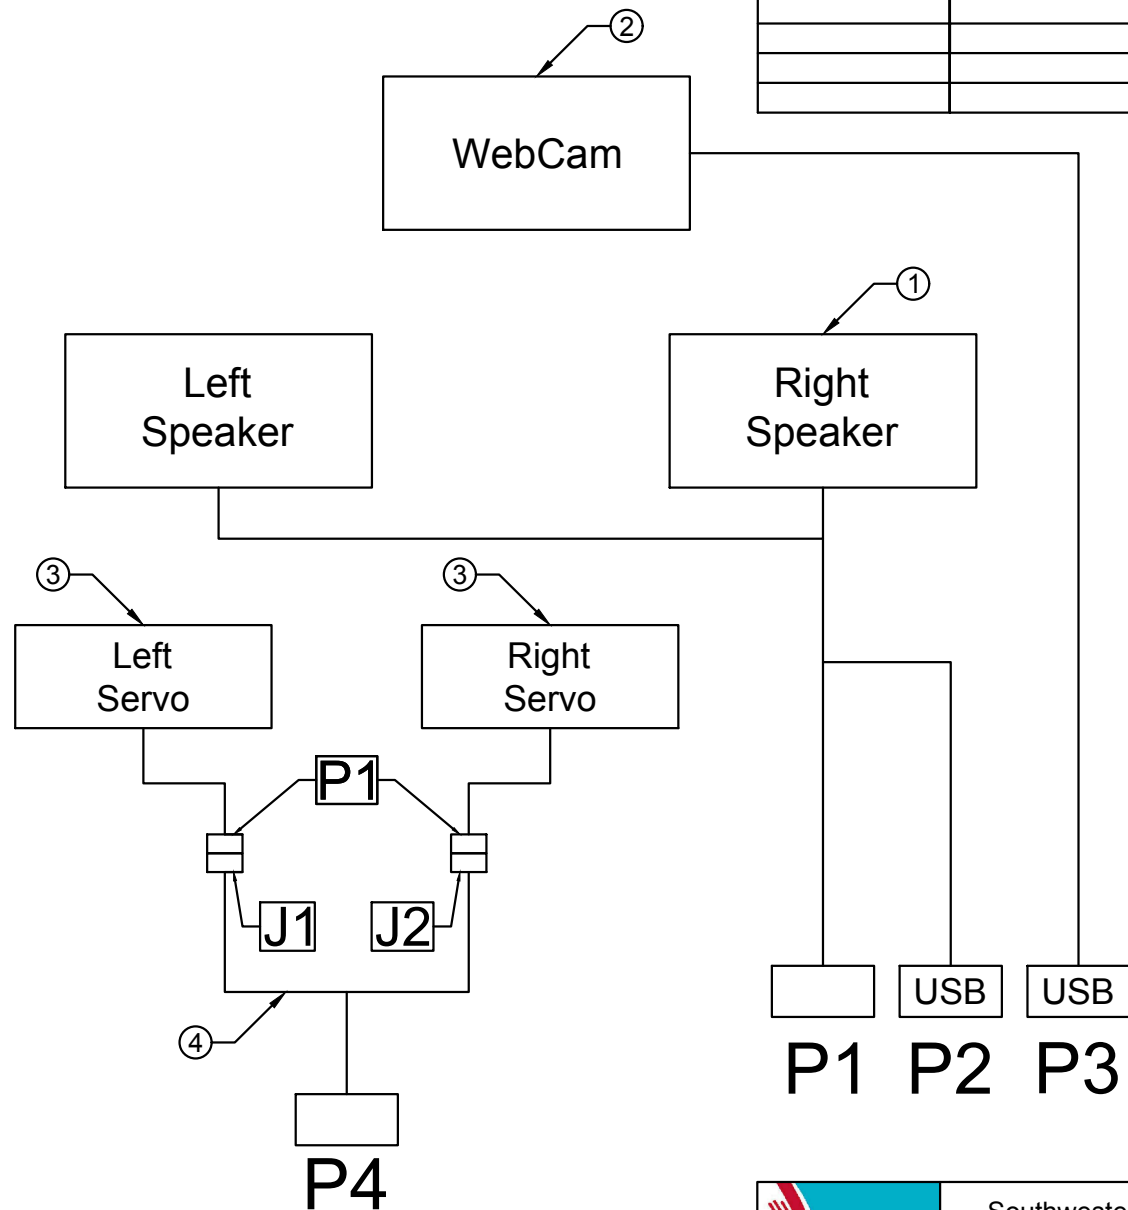 2
WebCam
1
Left
Speaker
Right
Speaker
3
3
Left
Servo
Right
Servo
P1
J1
J2
USB
USB
4
P1
P2
P3
P4